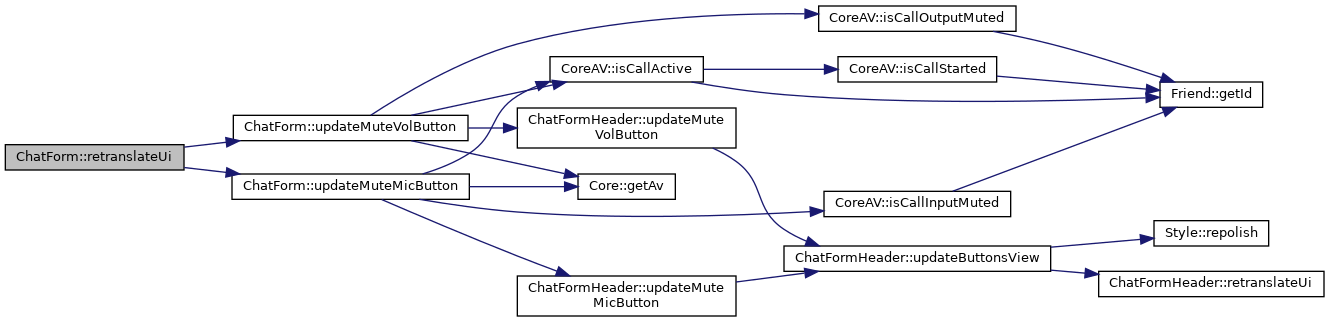 ChatForm::retranslateUi
ChatForm::updateMuteVolButton
ChatForm::updateMuteMicButton
CoreAV::isCallActive
ChatFormHeader::updateMute
VolButton
Core::getAv
ChatFormHeader::updateMute
MicButton
CoreAV::isCallOutputMuted
CoreAV::isCallStarted
CoreAV::isCallInputMuted
ChatFormHeader::updateButtonsView
Friend::getId
Style::repolish
ChatFormHeader::retranslateUi